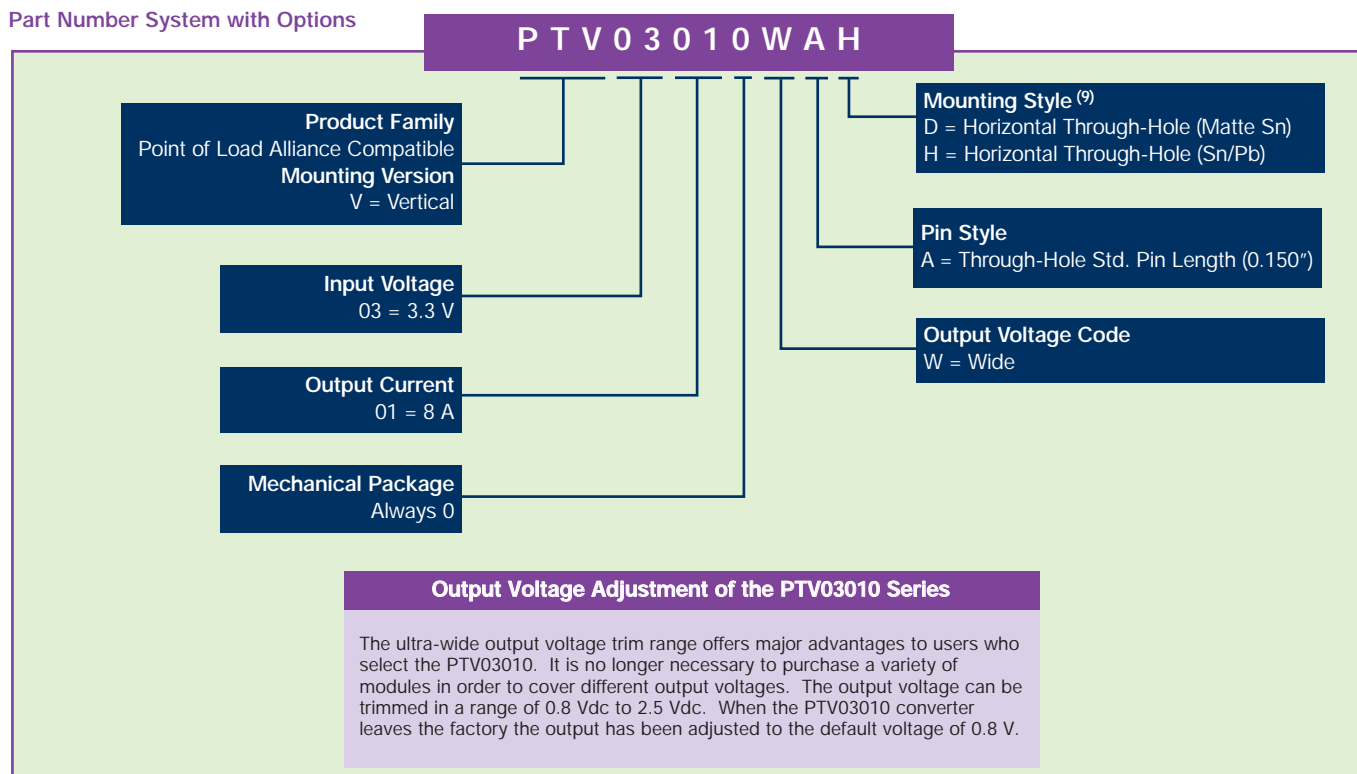 Part Number System with Options
PTV03010WAH
Product Family
Point of Load Alliance Compatible
Mounting Version
V = Vertical
Input Voltage
03 = 3.3 V
Output Current
01 = 8 A
Mechanical Package
Always 0
Mounting Style (9)
D = Horizontal Through-Hole (Matte Sn)
H = Horizontal Through-Hole (Sn/Pb)
Pin Style
A = Through-Hole Std. Pin Length (0.150″)
Output Voltage Code
W = Wide
Output Voltage Adjustment of the PTV03010 Series
The ultra-wide output voltage trim range offers major advantages to users who
select the PTV03010. It is no longer necessary to purchase a variety of
modules in order to cover different output voltages. The output voltage can be
trimmed in a range of 0.8 Vdc to 2.5 Vdc. When the PTV03010 converter
leaves the factory the output has been adjusted to the default voltage of 0.8 V.